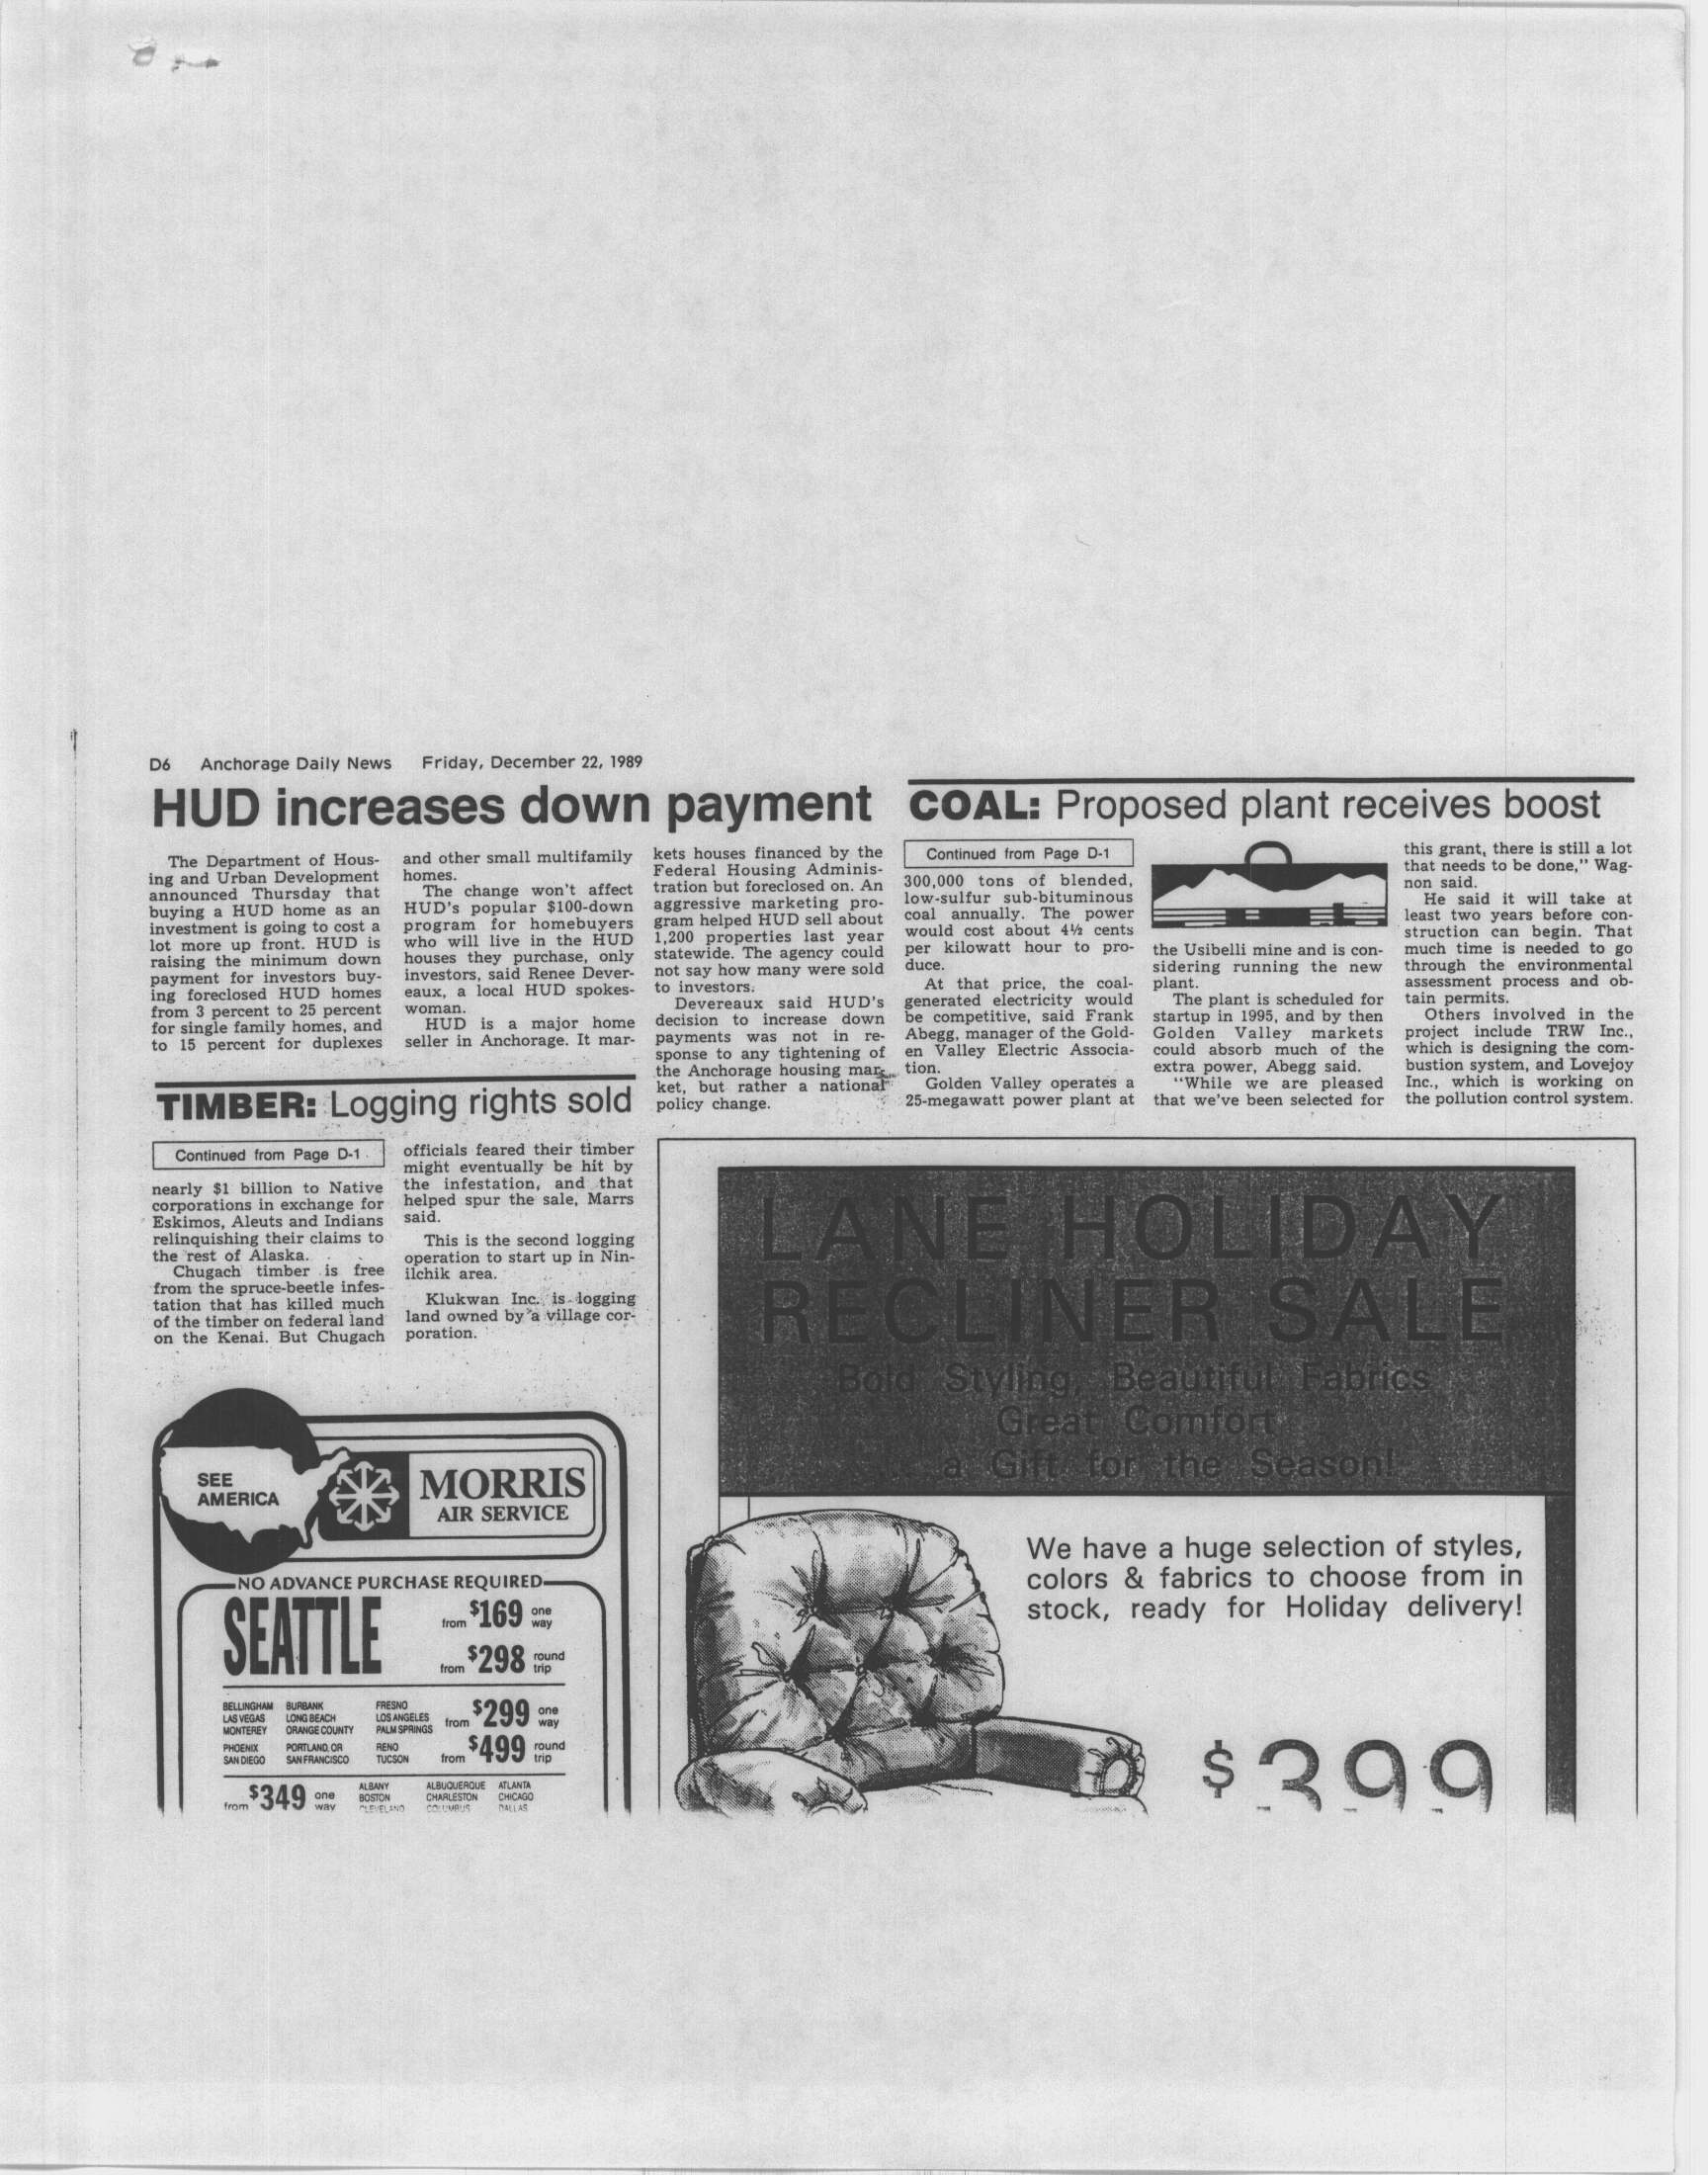 D6 Anchorage Daily News Friday, December 22, 1989
HUD increases down payment
The Department of Hous-
ing and Urban Development
announced Thursday that
buying a HUD home as an
investment is going to cost a
lot more up front. HUD is
raising the minimum down
payment for investors buy-
ing foreclosed HUD homes
from 3 percent to 25 percent
for single family homes, and
to 15 percent for duplexes
and other small multifamily
homes.
The change won't affect
HUD's popular $100-down
program for homebuyers
who will live in the HUD
houses they purchase, only
investors, said Renee Dever-
eaux, a local HUD spokes-
woman.
HUD is a major home
seller in Anchorage. It mar-
kets houses financed by the
Federal Housing Adminis-
tration but foreclosed on. An
aggressive marketing pro-
gram helped HUD sell about
1,200 properties last year
statewide. The agency could
not say how many were sold
to investors.
Devereaux said HUD's
decision to increase down
payments was not in re-
sponse to any tightening of
the Anchorage housing mar-
ket, but rather a national
policy change.
COAL: Proposed plant receives boost
Continued from Page D-1
300,000 tons of blended,
low-sulfur sub-bituminous
coal annually. The power
would cost about 4½ cents
per kilowatt hour to pro-
duce.
At that price, the coal-
generated electricity would
be competitive, said Frank
Abegg, manager of the Gold-
en Valley Electric Associa-
tion.
Golden Valley operates a
25-megawatt power plant at
the Usibelli mine and is con-
sidering running the new
plant.
The plant is scheduled for
startup in 1995, and by then
Golden Valley markets
could absorb much of the
extra power, Abegg said.
"While we are pleased
that we've been selected for
this grant, there is still a lot
that needs to be done," Wag-
non said.
He said it will take at
least two years before con-
struction can begin. That
much time is needed to go
through the environmental
assessment process and ob-
tain permits.
Others involved in the
project include TRW Inc.,
which is designing the com-
bustion system, and Lovejoy
Inc., which is working on
the pollution control system.
TIMBER: Logging rights sold
Continued from Page D-1
nearly $1 billion to Native
corporations in exchange for
Eskimos, Aleuts and Indians
relinquishing their claims to
the rest of Alaska.
Chugach timber is free
from the spruce-beetle infes-
tation that has killed much
of the timber on federal land
on the Kenai. But Chugach
officials feared their timber
might eventually be hit by
the infestation, and that
helped spur the sale, Marrs
said.
This is the second logging
operation to start up in Nin-
ilchik area.
Klukwan Inc. is logging
land owned by a village cor-
poration.
SEE
AMERICA
MORRIS
AIR SERVICE
NO ADVANCE PURCHASE REQUIRED
SEATTLE
from $169 one way
from $298 round trip
BELLINGHAM BURBANK FRESNO
LAS VEGAS LONG BEACH LOS ANGELES
MONTEREY ORANGE COUNTY PALM SPRINGS
from $299 one way
PHOENIX PORTLAND, OR RENO
SAN DIEGO SAN FRANCISCO TUCSON
from $499 round trip
from $349 one way
ALBANY ALBUQUERQUE ATLANTA
BOSTON CHARLESTON CHICAGO
CLEVELAND COLUMBUS DALLAS
LANE HOLIDAY
RECLINER SALE
Bold Styling, Beautiful Fabrics
Great Comfort
a Gift for the Season!
We have a huge selection of styles,
colors & fabrics to choose from in
stock, ready for Holiday delivery!
$399